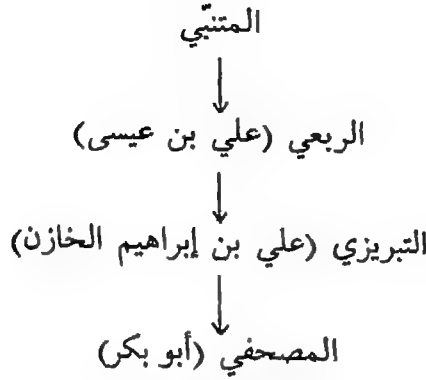 المتنبّي
الربعي (علي بن عيسى)
التبريزي (علي بن إبراهيم الخازن)
المصحفي (أبو بكر)